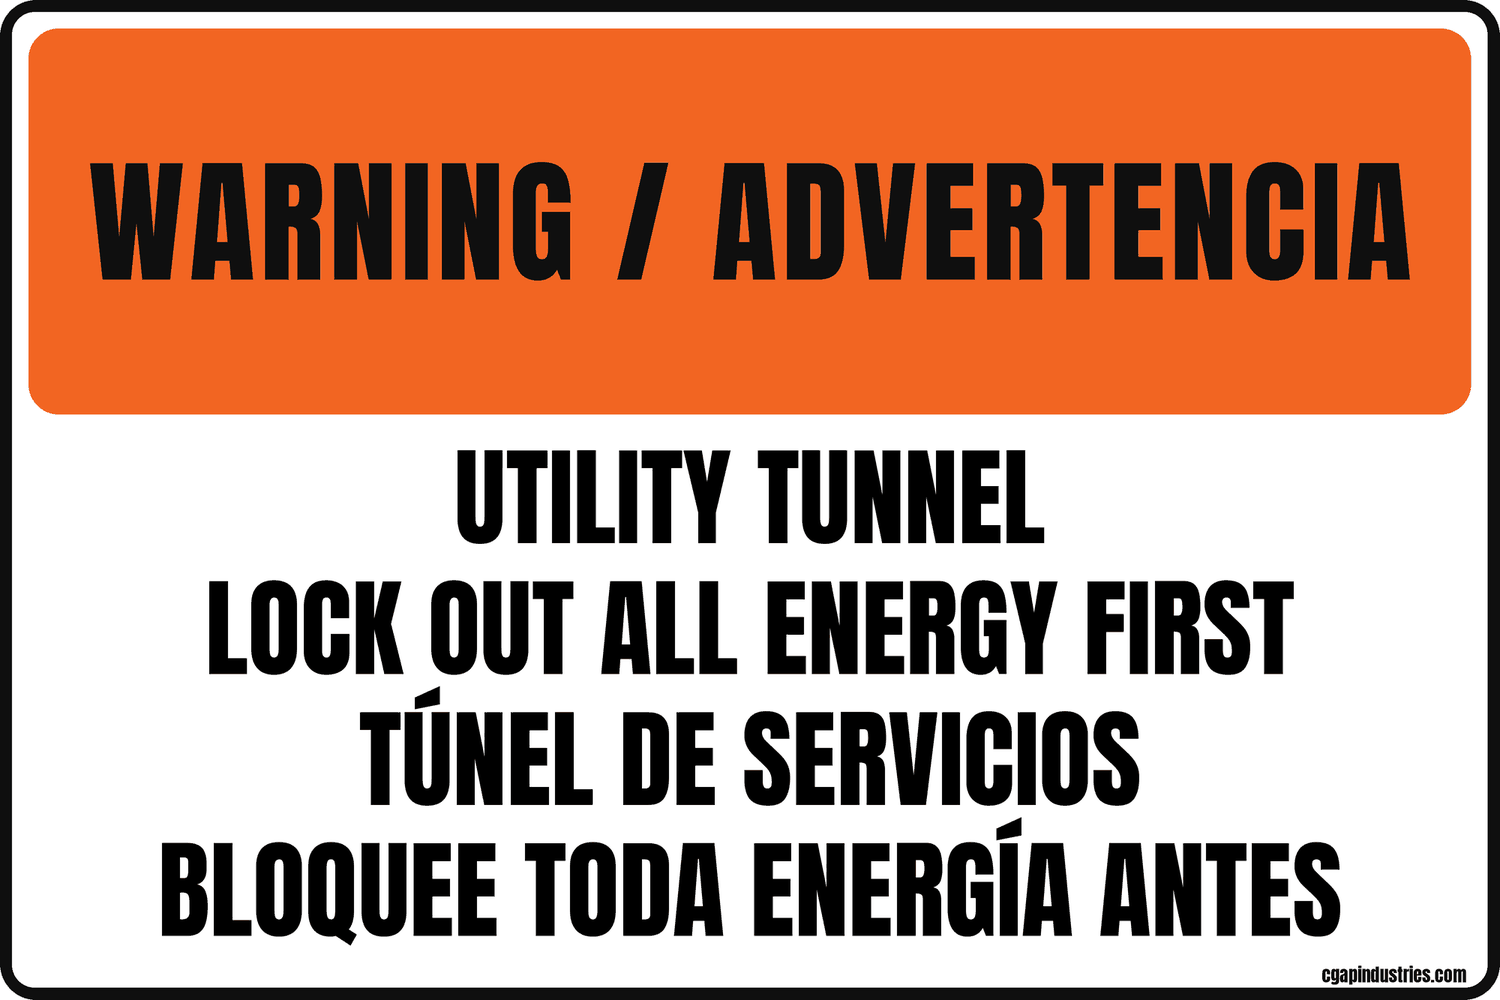 WARNING / ADVERTENCIA
UTILITY TUNNEL
LOCK OUT ALL ENERGY FIRST
TÚNEL DE SERVICIOS
BLOQUEE TODA ENERGÍA ANTES
cgapindustries.com